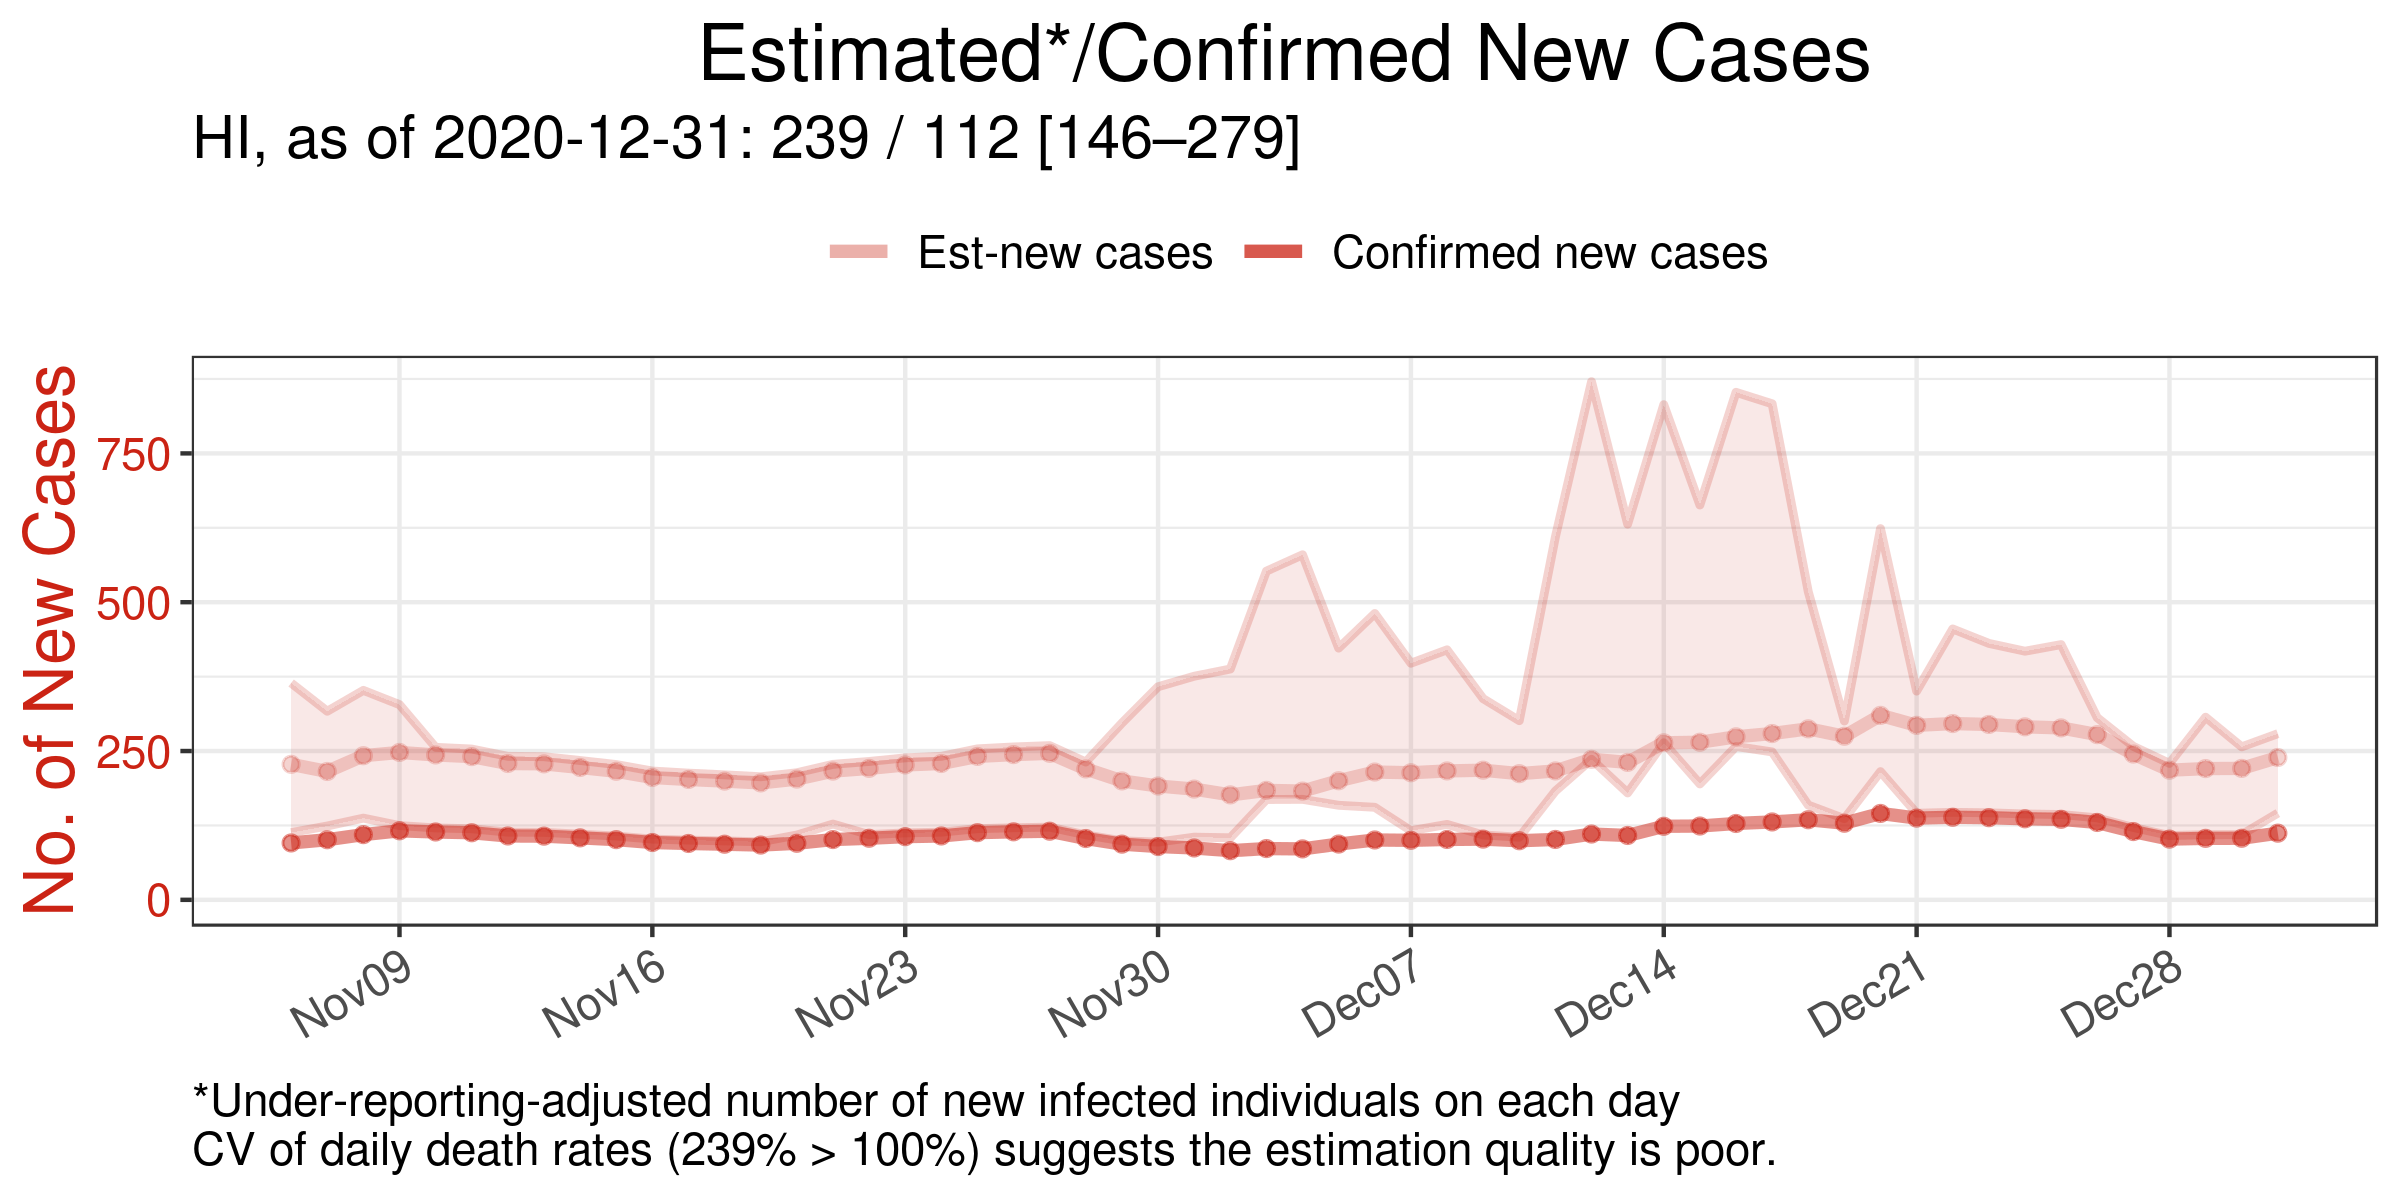 Estimated*/Confirmed New Cases
HI, as of 2020-12-31: 239 / 112 [146–279]
Est-new cases
Confirmed new cases
No. of New Cases
750
500
250
0
Nov09
Nov16
Nov23
Nov30
Dec07
Dec14
Dec21
Dec28
*Under-reporting-adjusted number of new infected individuals on each day
CV of daily death rates (239% > 100%) suggests the estimation quality is poor.